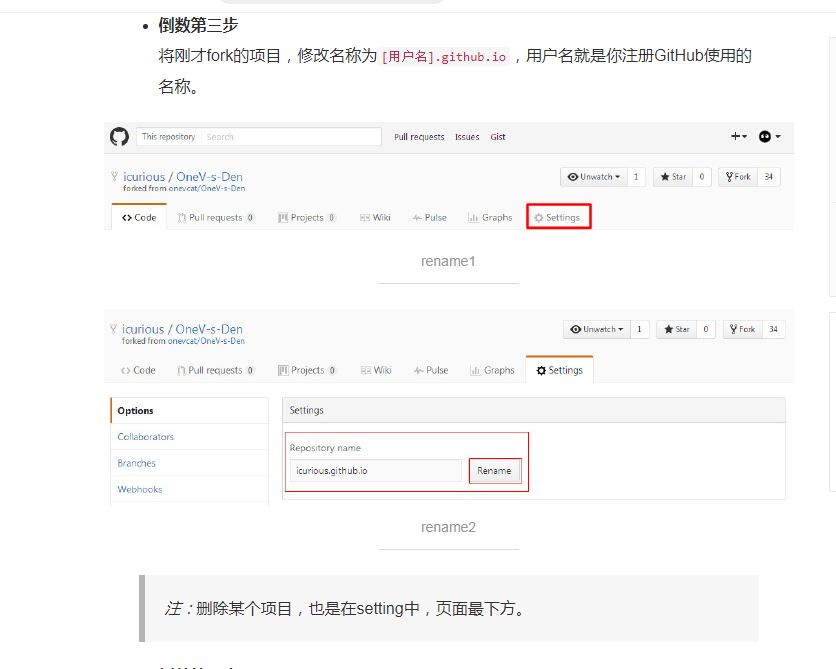 倒数第三步
将刚才fork的项目，修改名称为 [用户名].github.io ，用户名就是你注册GitHub使用的
名称。
This repository Search Pull requests Issues Gist
icurious / OneV-s-Den Unwatch 1 Star 0 Fork 34
forked from onevcat/OneV-s-Den
Code Pull requests 0 Projects 0 Wiki Pulse Graphs Settings
rename1
icurious / OneV-s-Den Unwatch 1 Star 0 Fork 34
forked from onevcat/OneV-s-Den
Code Pull requests 0 Projects 0 Wiki Pulse Graphs Settings
Options Settings
Collaborators
Repository name
Branches
icurious.github.io Rename
Webhooks
rename2
注：删除某个项目，也是在setting中，页面最下方。